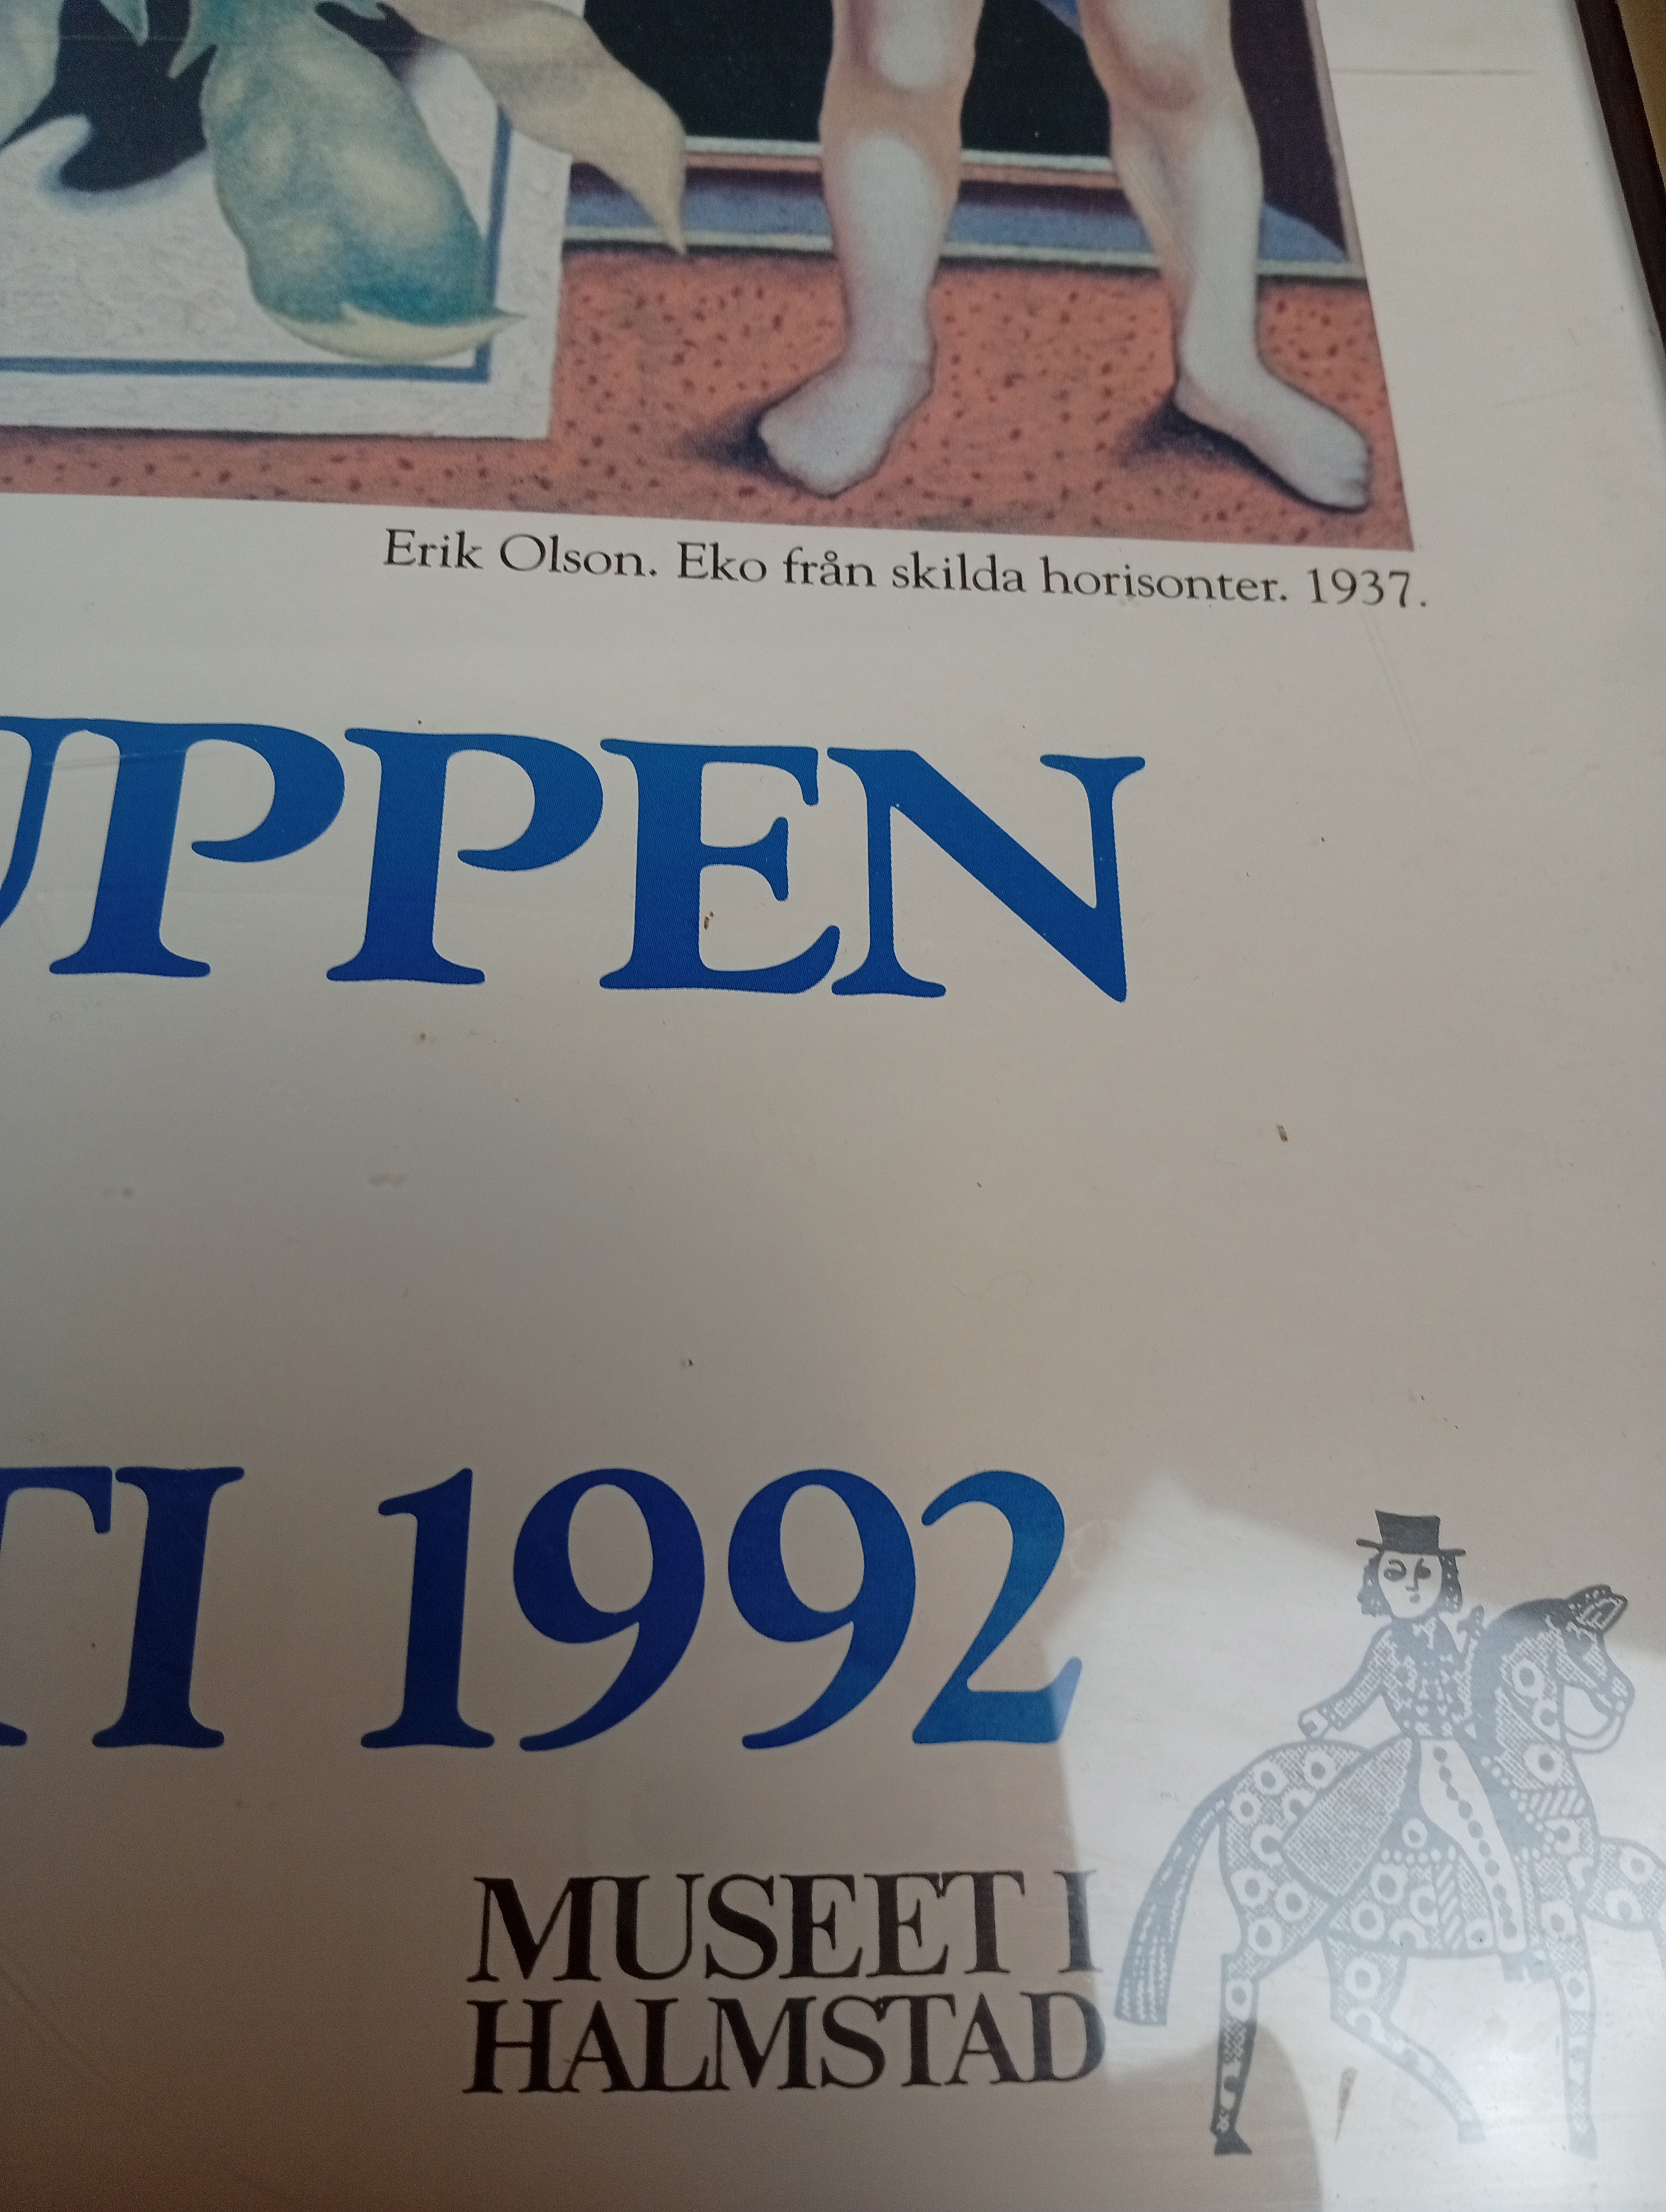 Erik Olson. Eko från skilda horisonter. 1937.
UPPEN
TI 1992
MUSEET I
HALMSTAD